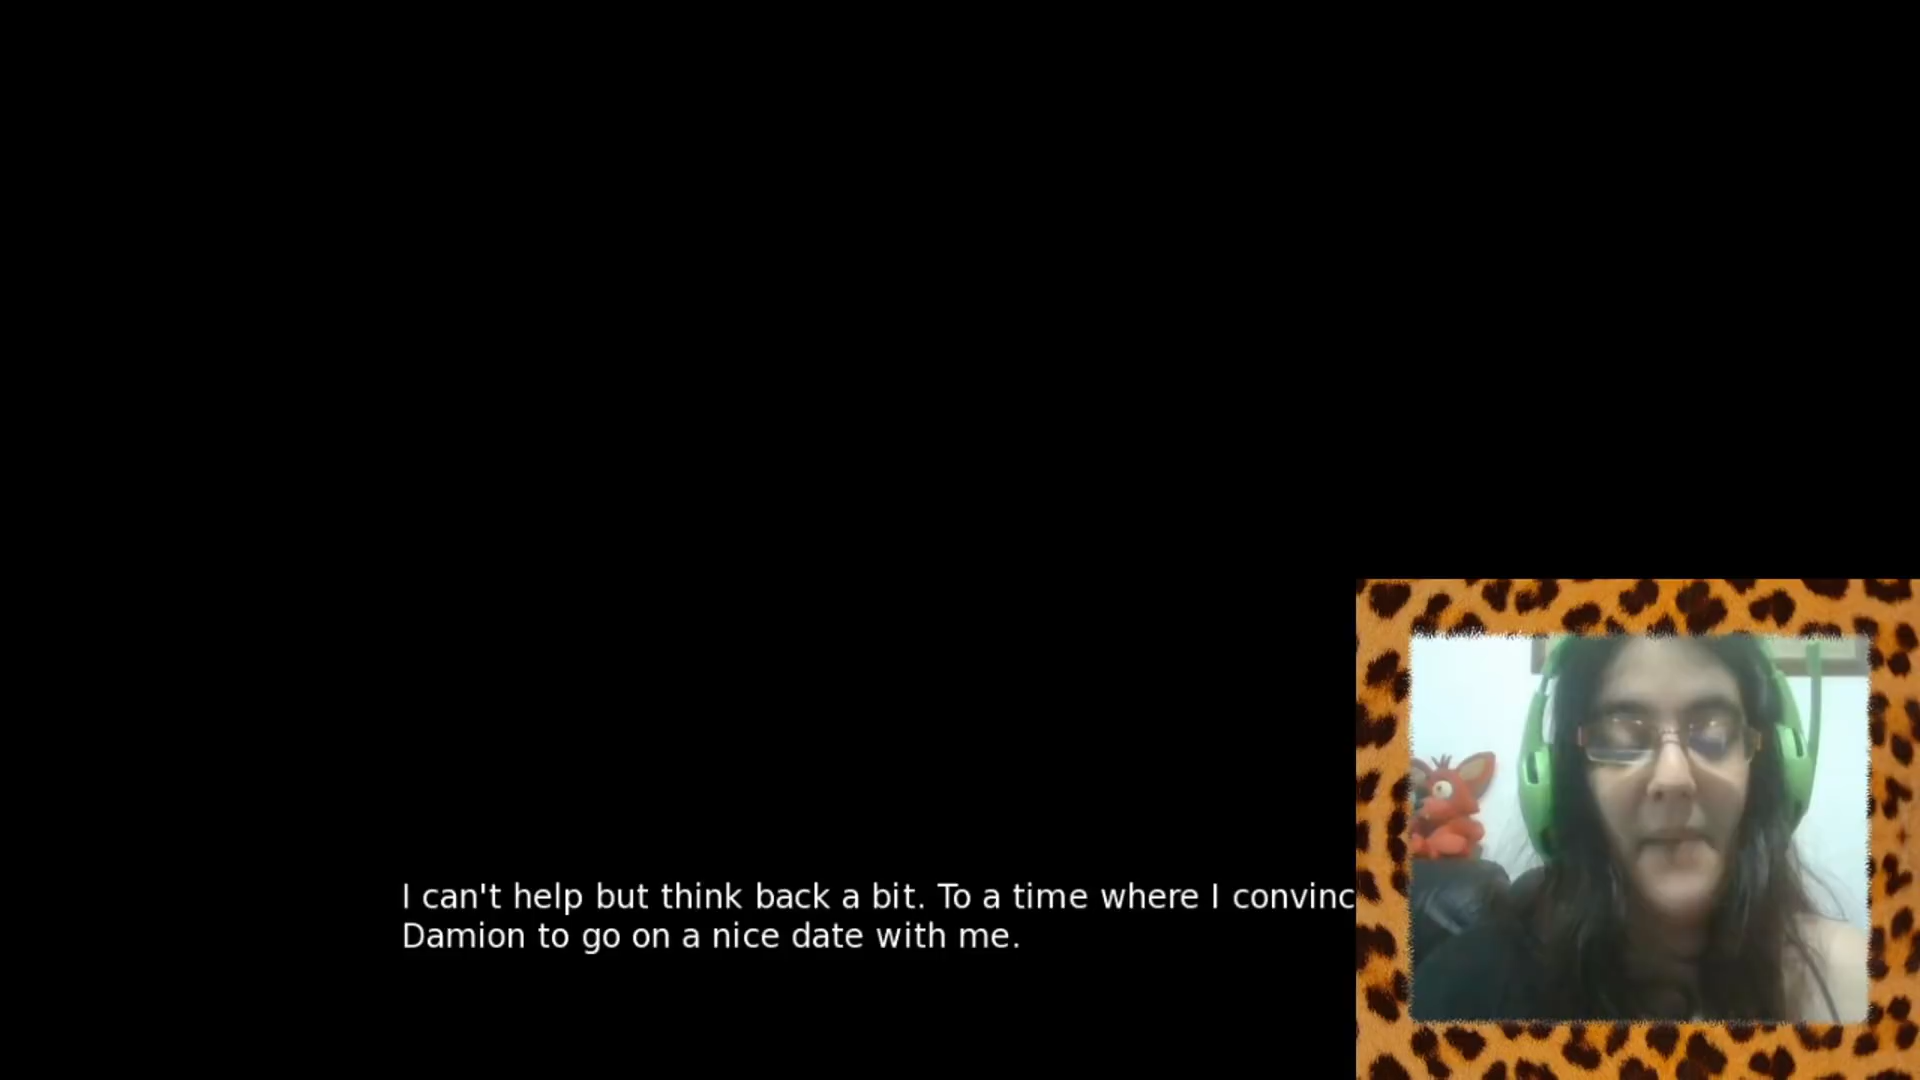 I can't help but think back a bit. To a time where I convinc
Damion to go on a nice date with me.